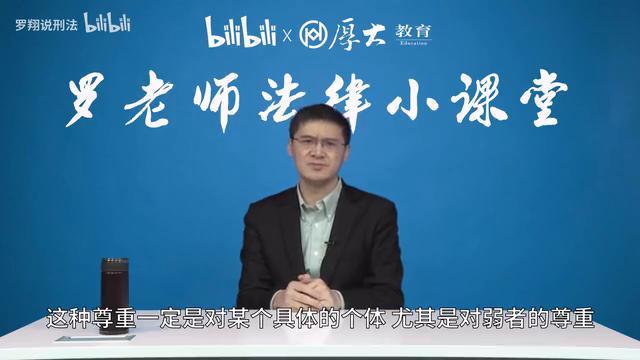 罗翔说刑法 bilibili
bilibili × 厚大 教育
Education
罗老师法律小课堂
这种尊重一定是对某个具体的个体 尤其是对弱者的尊重